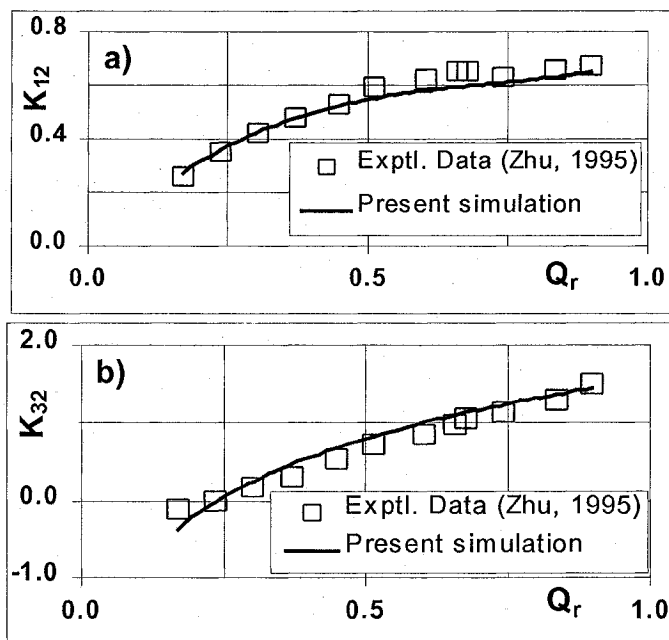 0.8
a)
K12
0.4
Exptl. Data (Zhu, 1995)
Present simulation
0.0
0.0
0.5
Qr
1.0
2.0
b)
K32
0.0
Exptl. Data (Zhu, 1995)
Present simulation
-1.0
0.0
0.5
Qr
1.0